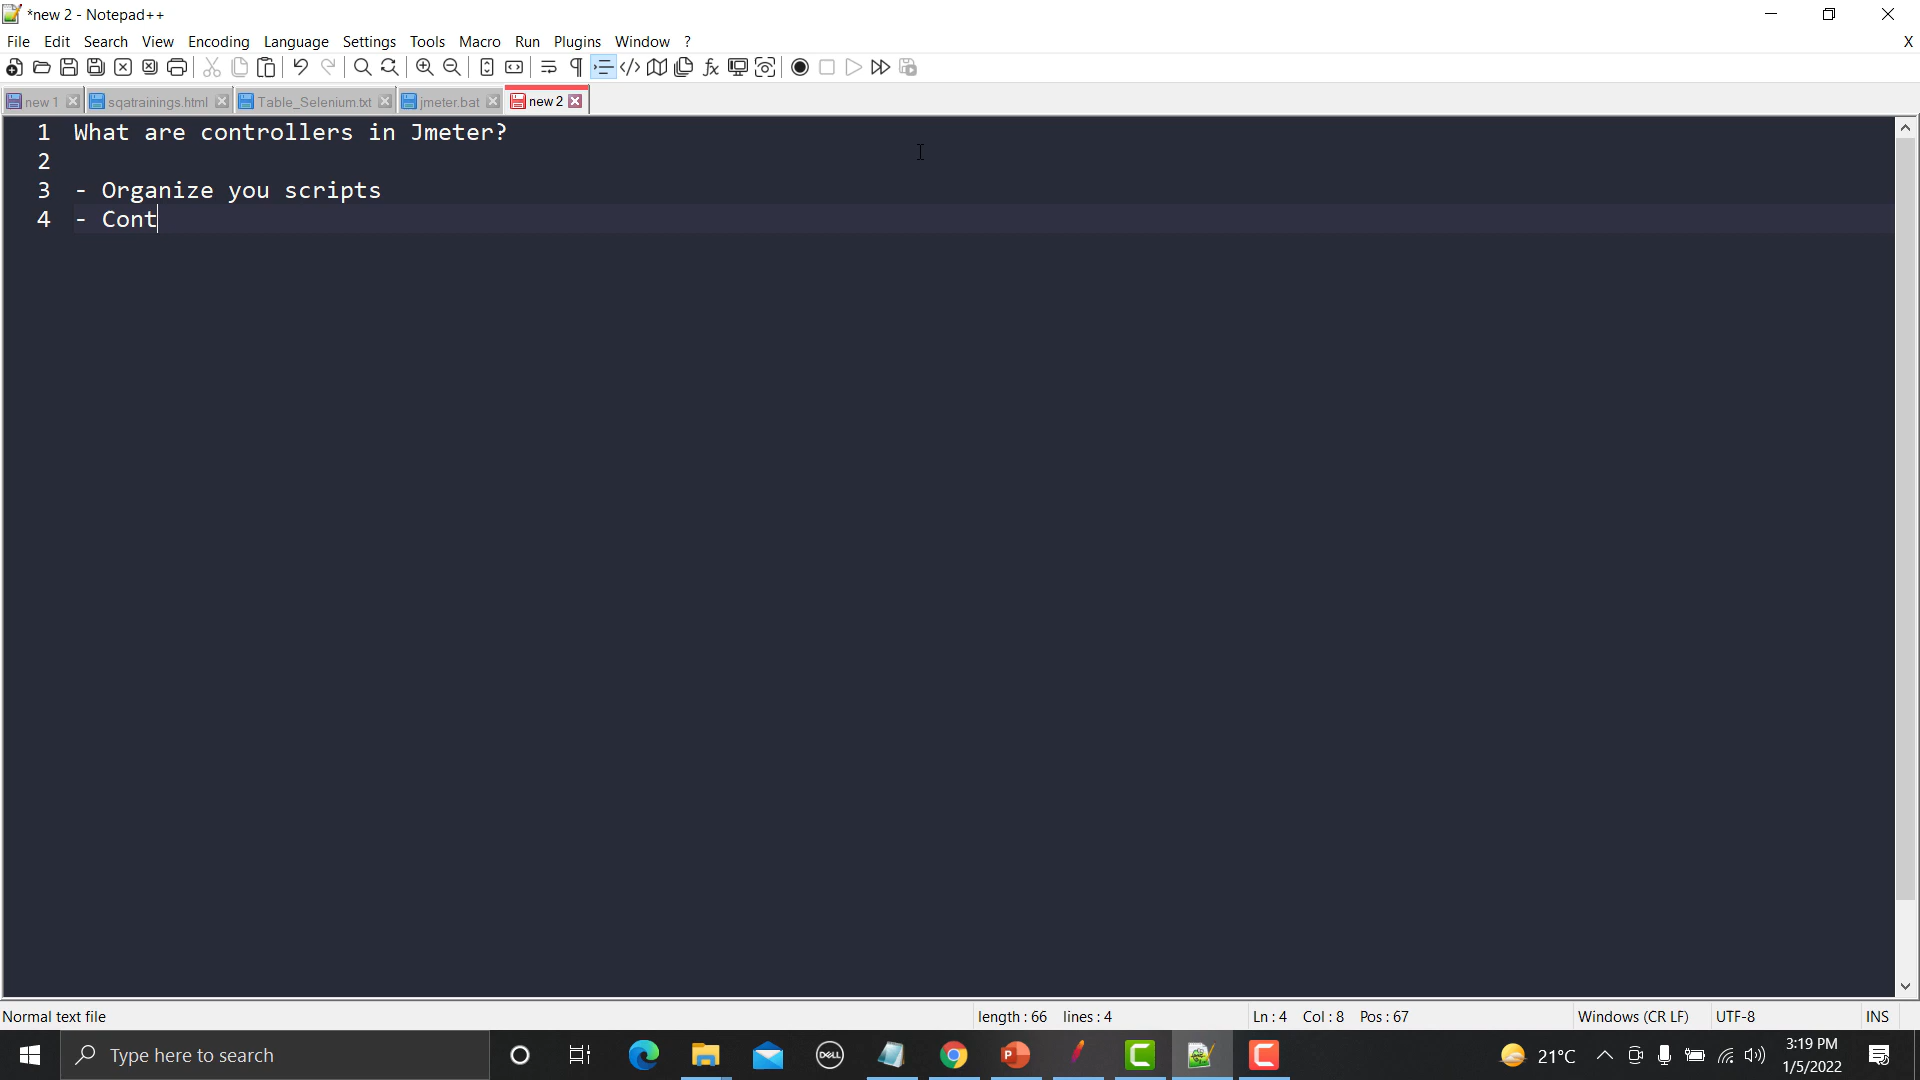 *new 2 - Notepad++
File Edit Search View Encoding Language Settings Tools Macro Run Plugins Window ? X
new 1 sqatrainings.html Table_Selenium.txt jmeter.bat new 2
1 What are controllers in Jmeter?
2
3 - Organize you scripts
4 - Cont
Normal text file length : 66 lines : 4 Ln : 4 Col : 8 Pos : 67 Windows (CR LF) UTF-8 INS
Type here to search DELL 21°C 3:19 PM
1/5/2022